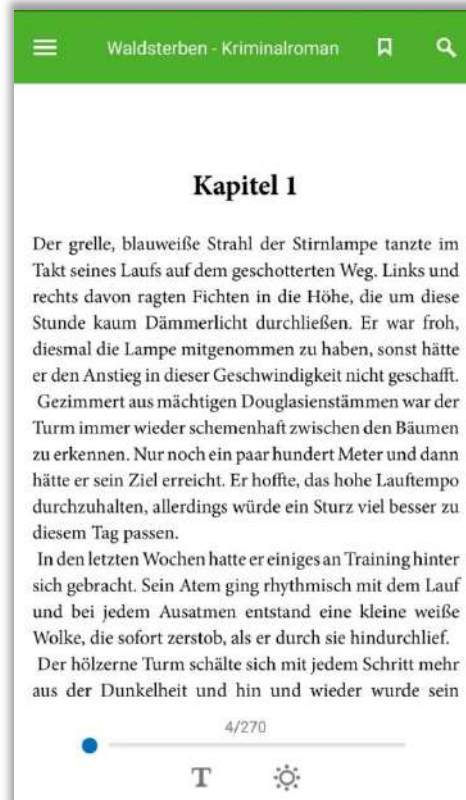 Waldsterben - Kriminalroman
Kapitel 1
Der grelle, blauweiße Strahl der Stirnlampe tanzte im
Takt seines Laufs auf dem geschotterten Weg. Links und
rechts davon ragten Fichten in die Höhe, die um diese
Stunde kaum Dämmerlicht durchließen. Er war froh,
diesmal die Lampe mitgenommen zu haben, sonst hätte
er den Anstieg in dieser Geschwindigkeit nicht geschafft.
Gezimmert aus mächtigen Douglasienstämmen war der
Turm immer wieder schemenhaft zwischen den Bäumen
zu erkennen. Nur noch ein paar hundert Meter und dann
hätte er sein Ziel erreicht. Er hoffte, das hohe Lauftempo
durchzuhalten, allerdings würde ein Sturz viel besser zu
diesem Tag passen.
In den letzten Wochen hatte er einiges an Training hinter
sich gebracht. Sein Atem ging rhythmisch mit dem Lauf
und bei jedem Ausatmen entstand eine kleine weiße
Wolke, die sofort zerstob, als er durch sie hindurchlief.
Der hölzerne Turm schälte sich mit jedem Schritt mehr
aus der Dunkelheit und hin und wieder wurde sein
4/270
T